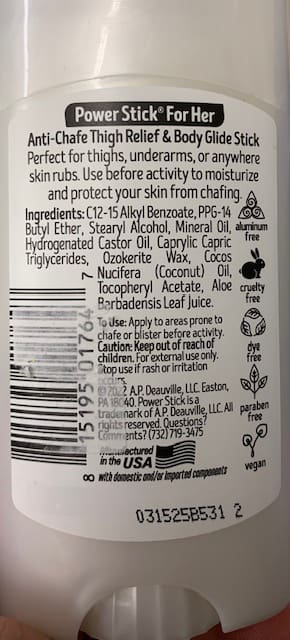 Power Stick® For Her
Anti-Chafe Thigh Relief & Body Glide Stick
Perfect for thighs, underarms, or anywhere
skin rubs. Use before activity to moisturize
and protect your skin from chafing.
Ingredients: C12-15 Alkyl Benzoate, PPG-14
Butyl Ether, Stearyl Alcohol, Mineral Oil,
Hydrogenated Castor Oil, Caprylic Capric
Triglycerides, Ozokerite Wax, Cocos
Nucifera (Coconut) Oil,
Tocopheryl Acetate, Aloe
Barbadensis Leaf juice.
To Use: Apply to areas prone to
chafe or blister before activity.
Caution: Keep out of reach of
children. For external use only.
Stop use if rash or irritation
occurs.
©2022 A.P. Deauville, LLC. Easton,
PA 18040. Power Stick is a
trademark of A.P. Deauville, LLC. All
rights reserved. Questions?
Comments? (732) 719-3475
Manufactured
in the USA
with domestic and/or imported components
aluminum
free
cruelty
free
dye
free
paraben
free
vegan
8 15195 01764 7
031525B531 2